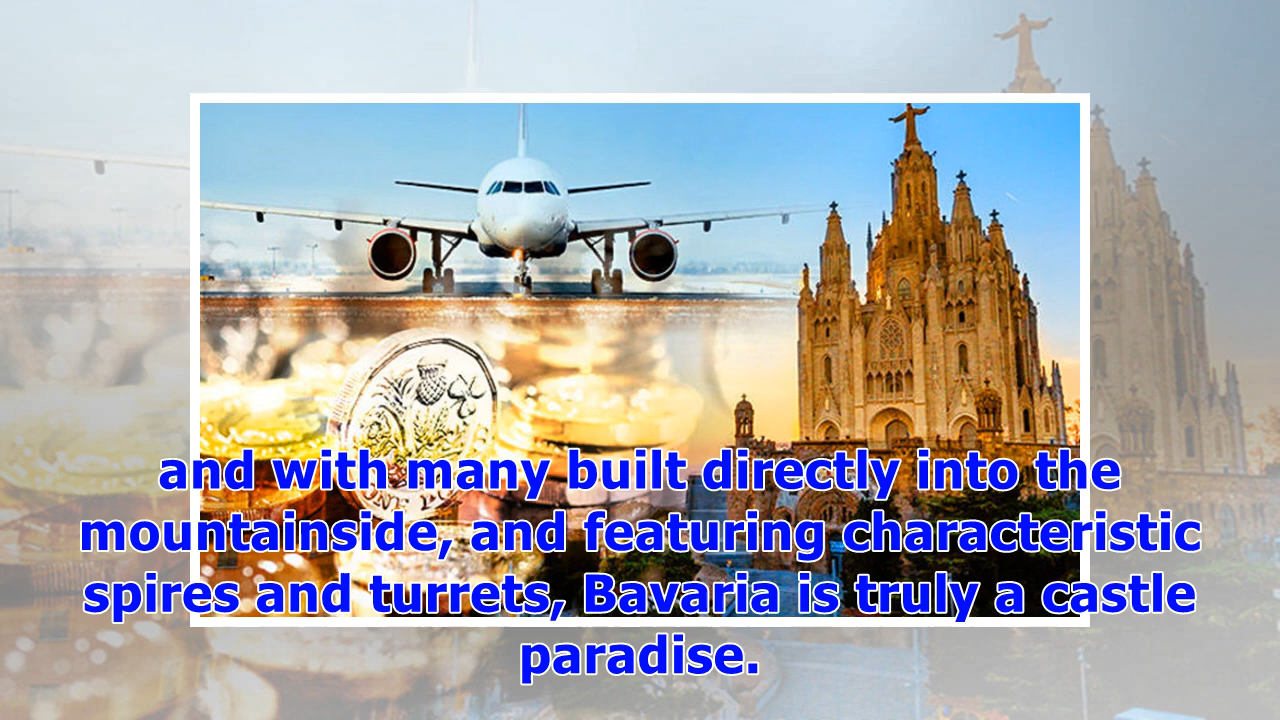 and with many built directly into the
mountainside, and featuring characteristic
spires and turrets, Bavaria is truly a castle
paradise.